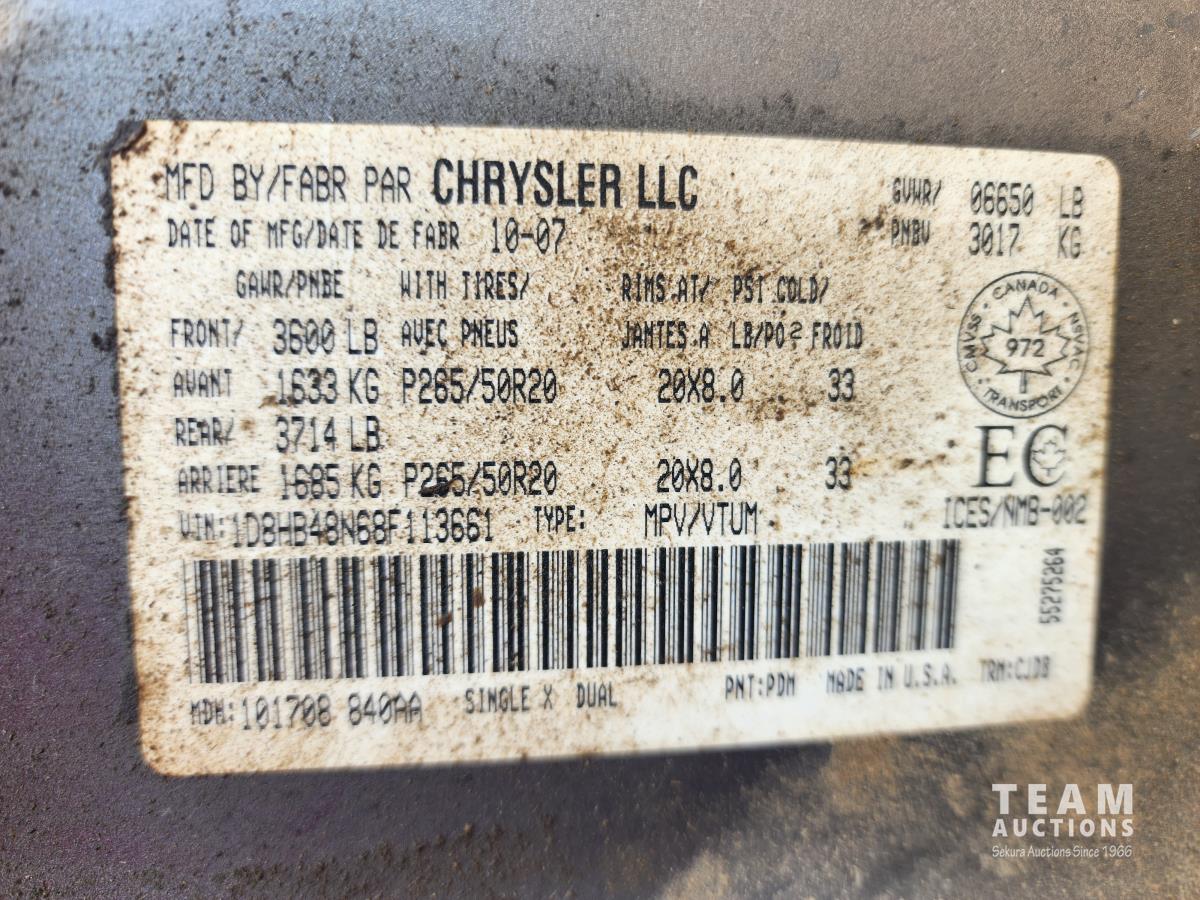 MFD BY/FABR PAR CHRYSLER LLC GVWR/ 06650 LB
DATE OF MFG/DATE DE FABR 10-07 PNBV 3017 KG
GAWR/PNBE WITH TIRES/ RIMS AT/ PSI COLD/
FRONT/ 3600 LB AVEC PNEUS JANTES A LB/PO² FROID
AVANT 1633 KG P265/50R20 20X8.0 33
REAR/ 3714 LB
ARRIERE 1685 KG P265/50R20 20X8.0 33
CANADA
CMVSS 972 NSVAC
TRANSPORT
EC
ICES/NMB-002
VIN: 1D8HB48N68F113661 TYPE: MPV/VTUM
55275264
MDH: 101708 840AA SINGLE X DUAL PNT:PDM MADE IN U.S.A. TRM:CJD8
TEAM
AUCTIONS
Sekura Auctions Since 1966